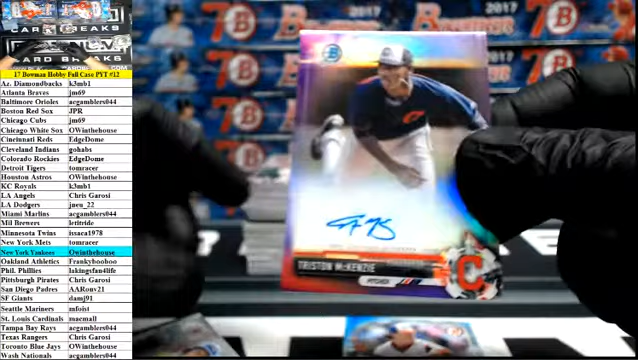 CARD BREAKS
17 Bowman Hobby Full Case PYT #12
Az. Diamondbacks k3mb1
Atlanta Braves jm69
Baltimore Orioles acgamblers044
Boston Red Sox JPR
Chicago Cubs jm69
Chicago White Sox OWinthehouse
Cincinnati Reds EdgeDome
Cleveland Indians gohabs
Colorado Rockies EdgeDome
Detroit Tigers tomracer
Houston Astros OWinthehouse
KC Royals k3mb1
LA Angels Chris Garosi
LA Dodgers jneu_22
Miami Marlins acgamblers044
Mil Brewers letitride
Minnesota Twins issaca1978
New York Mets tomracer
New York Yankees Owinthehouse
Oakland Athletics Frankybooboo
Phil. Phillies lakingsfan4life
Pittsburgh Pirates Chris Garosi
San Diego Padres AARonv21
SF Giants damj91
Seattle Mariners mfoist
St. Louis Cardinals macmall
Tampa Bay Rays acgamblers044
Texas Rangers Chris Garosi
Toronto Blue Jays OWinthehouse
Wash Nationals acgamblers044
2017
Bowman
2017
TRISTON McKENZIE
PITCHER